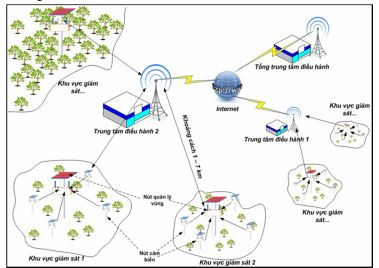 Khu vực giám
sát...
Tổng trung tâm điều hành
Internet
Trung tâm điều hành 2
Trung tâm điều hành 1
Khu vực giám
sát...
Khoảng cách 1 – 7 km
Nút quản lý
vùng
Khu vực giám
sát...
Nút cảm
biến
Khu vực giám sát 1
Khu vực giám sát 2